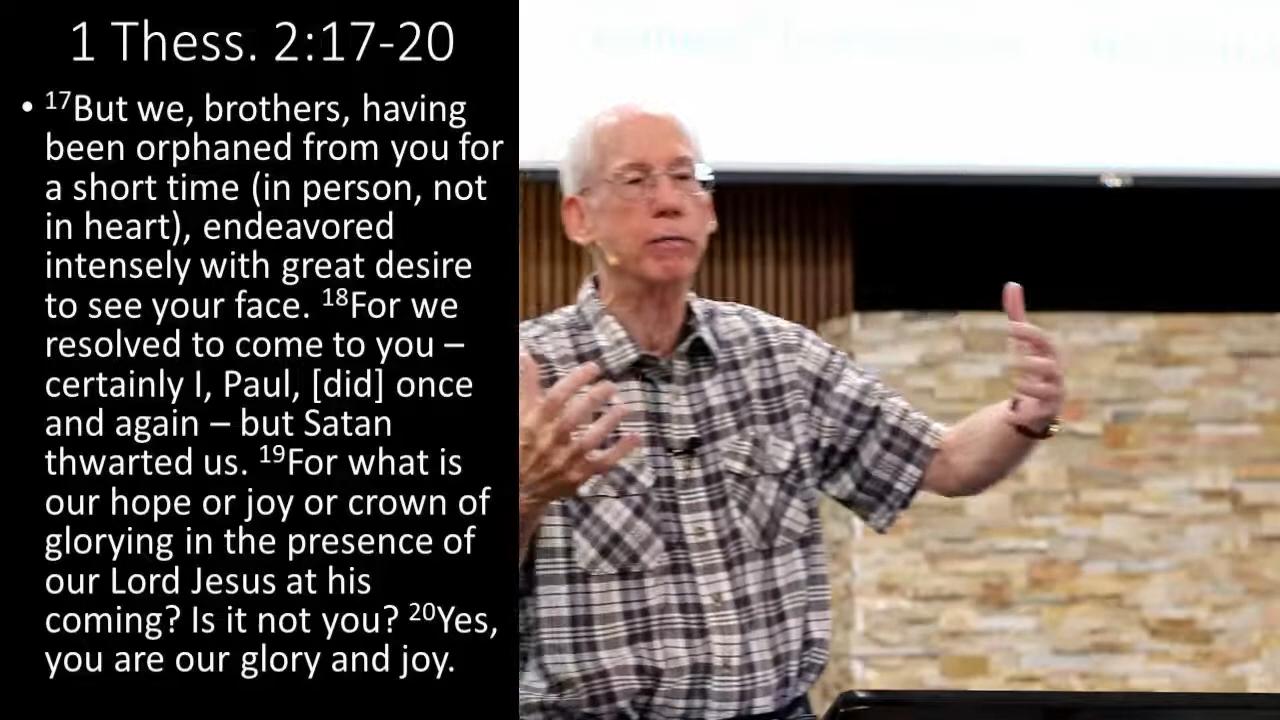 1 Thess. 2:17-20
• ¹⁷But we, brothers, having
been orphaned from you for
a short time (in person, not
in heart), endeavored
intensely with great desire
to see your face. ¹⁸For we
resolved to come to you –
certainly I, Paul, [did] once
and again – but Satan
thwarted us. ¹⁹For what is
our hope or joy or crown of
glorying in the presence of
our Lord Jesus at his
coming? Is it not you? ²⁰Yes,
you are our glory and joy.